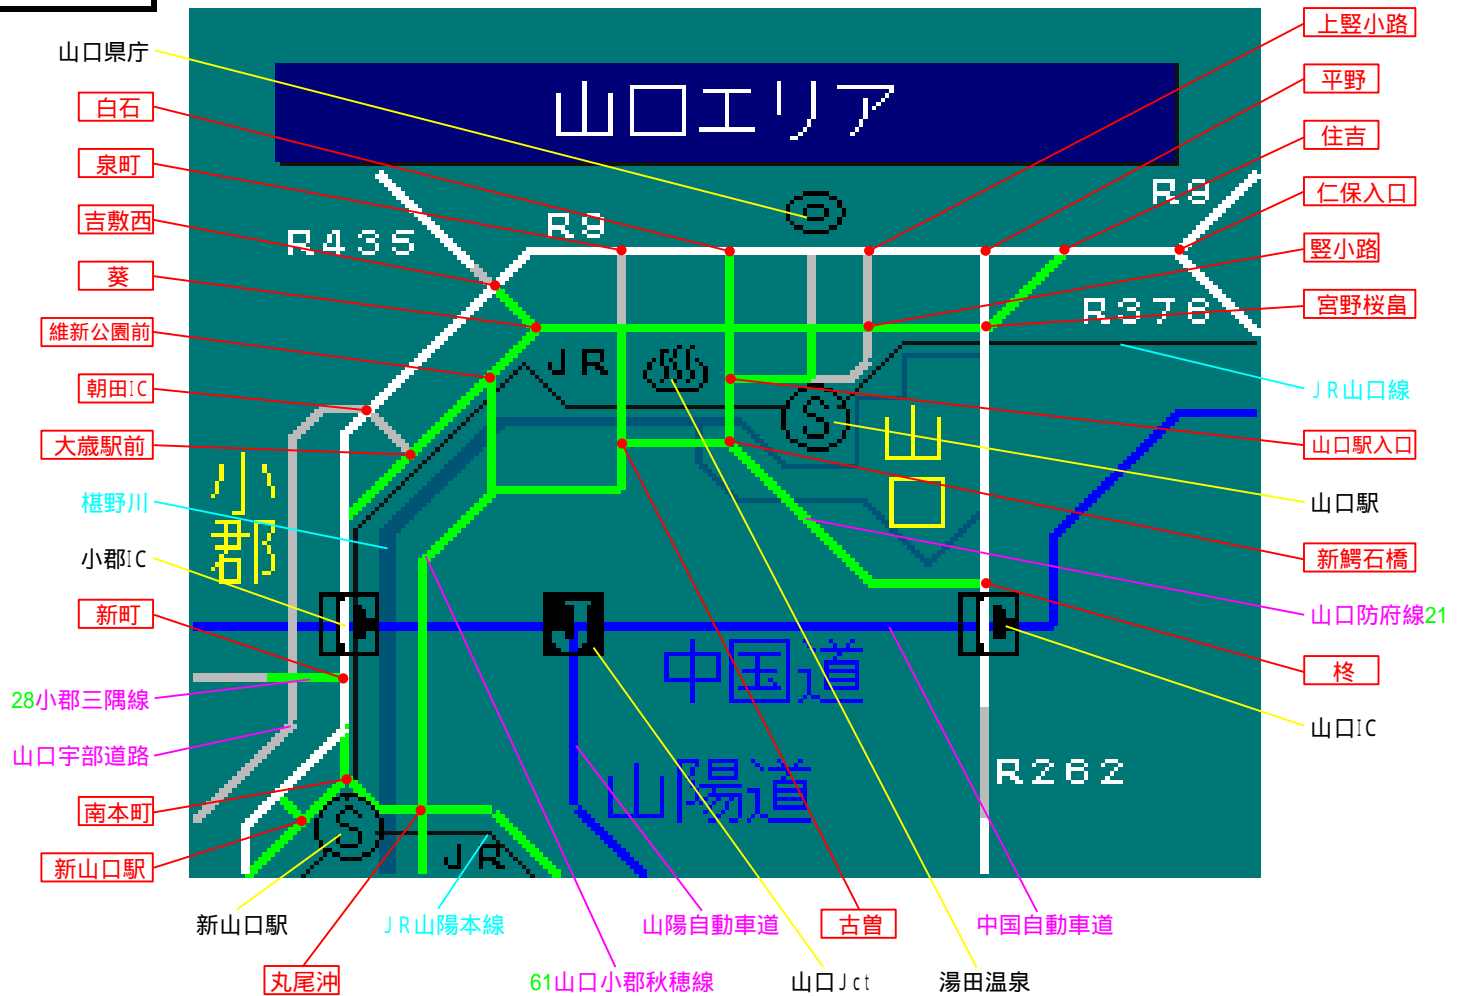 山口エリア
山口県庁
白石
泉町
吉敷西
葵
維新公園前
朝田IC
大歳駅前
椹野川
小郡IC
新町
28小郡三隅線
山口宇部道路
南本町
新山口駅
上竪小路
平野
住吉
仁保入口
竪小路
宮野桜畠
JR山口線
山口駅入口
山口駅
新鰐石橋
山口防府線21
柊
山口IC
R435
R9
R9
R376
JR
S
山口
小郡
中国道
山陽道
R262
S
JR
新山口駅
JR山陽本線
山陽自動車道
古曽
中国自動車道
丸尾沖
61山口小郡秋穂線
山口Jct
湯田温泉